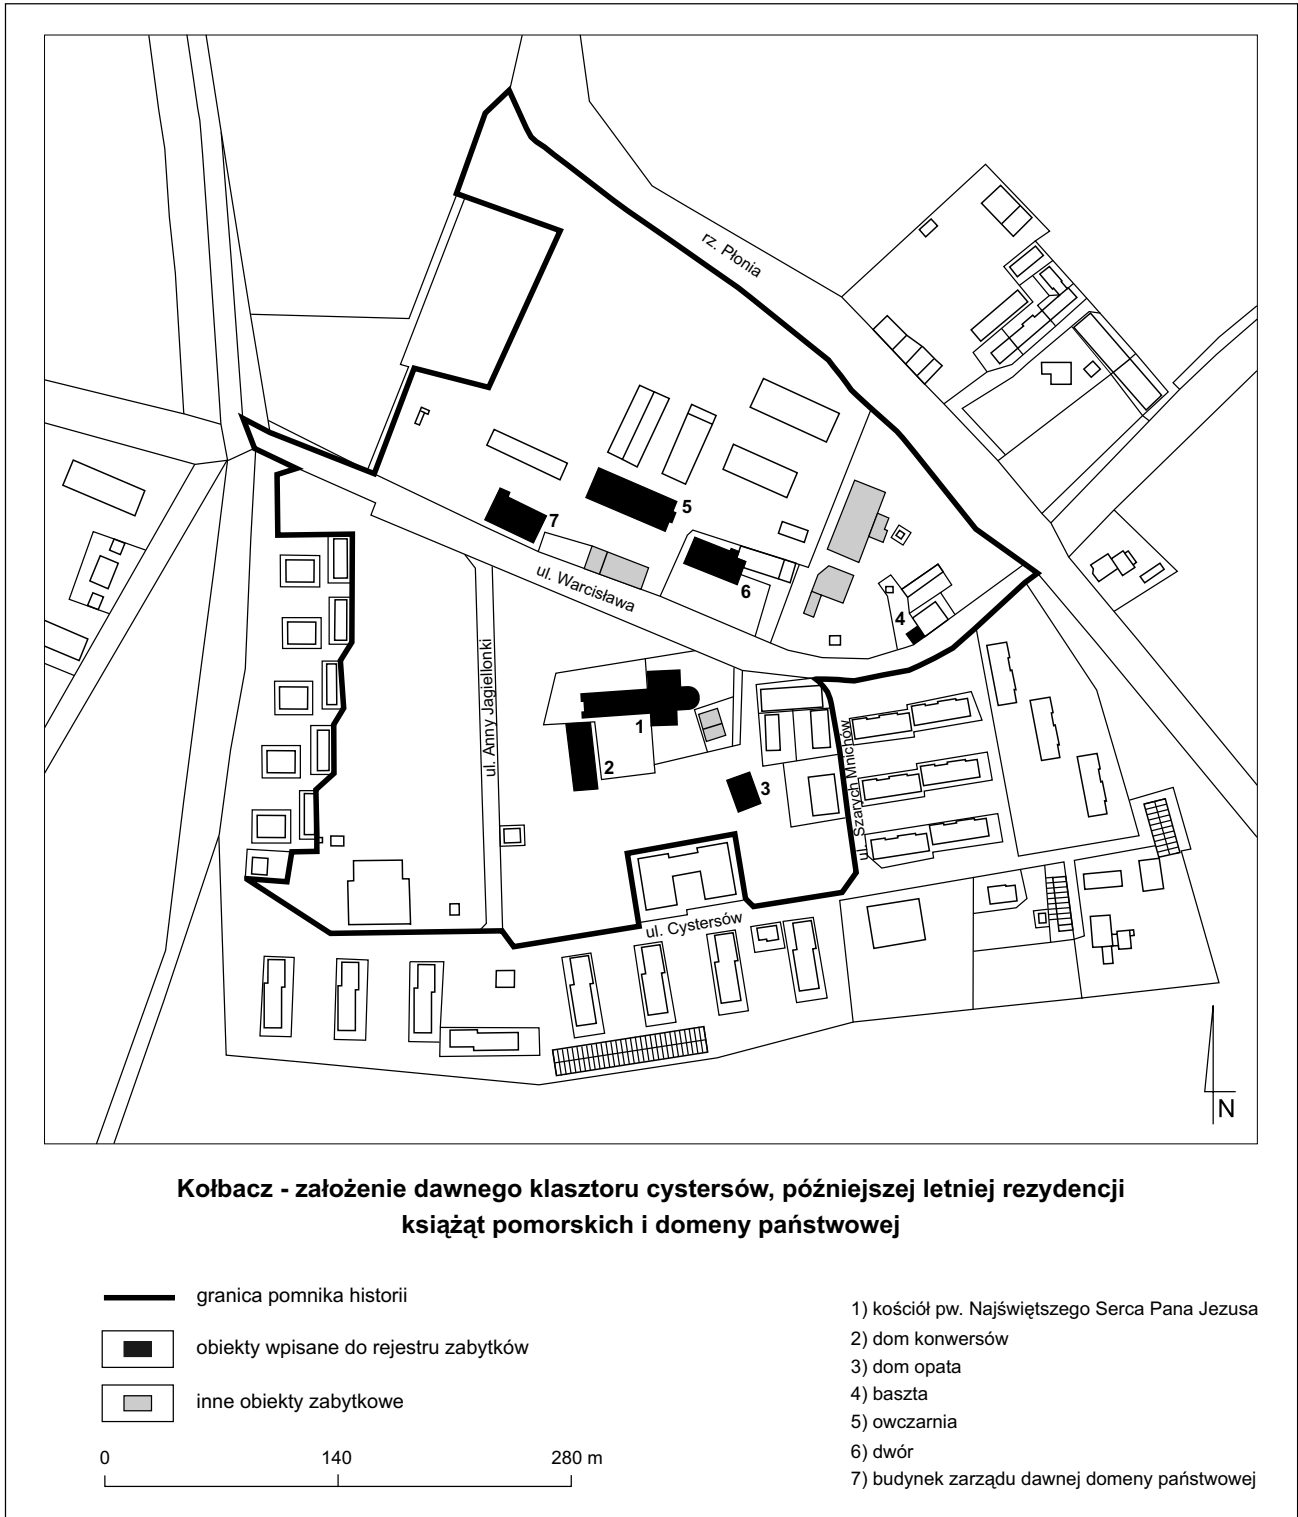 rz. Płonia
5
7
ul. Warcisława
6
4
ul. Anny Jagiellonki
1
2
3
ul. Szarych Mnichów
ul. Cystersów
N
Kołbacz - założenie dawnego klasztoru cystersów, późniejszej letniej rezydencji
książąt pomorskich i domeny państwowej
granica pomnika historii
obiekty wpisane do rejestru zabytków
inne obiekty zabytkowe
0 140 280 m
1) kościół pw. Najświętszego Serca Pana Jezusa
2) dom konwersów
3) dom opata
4) baszta
5) owczarnia
6) dwór
7) budynek zarządu dawnej domeny państwowej